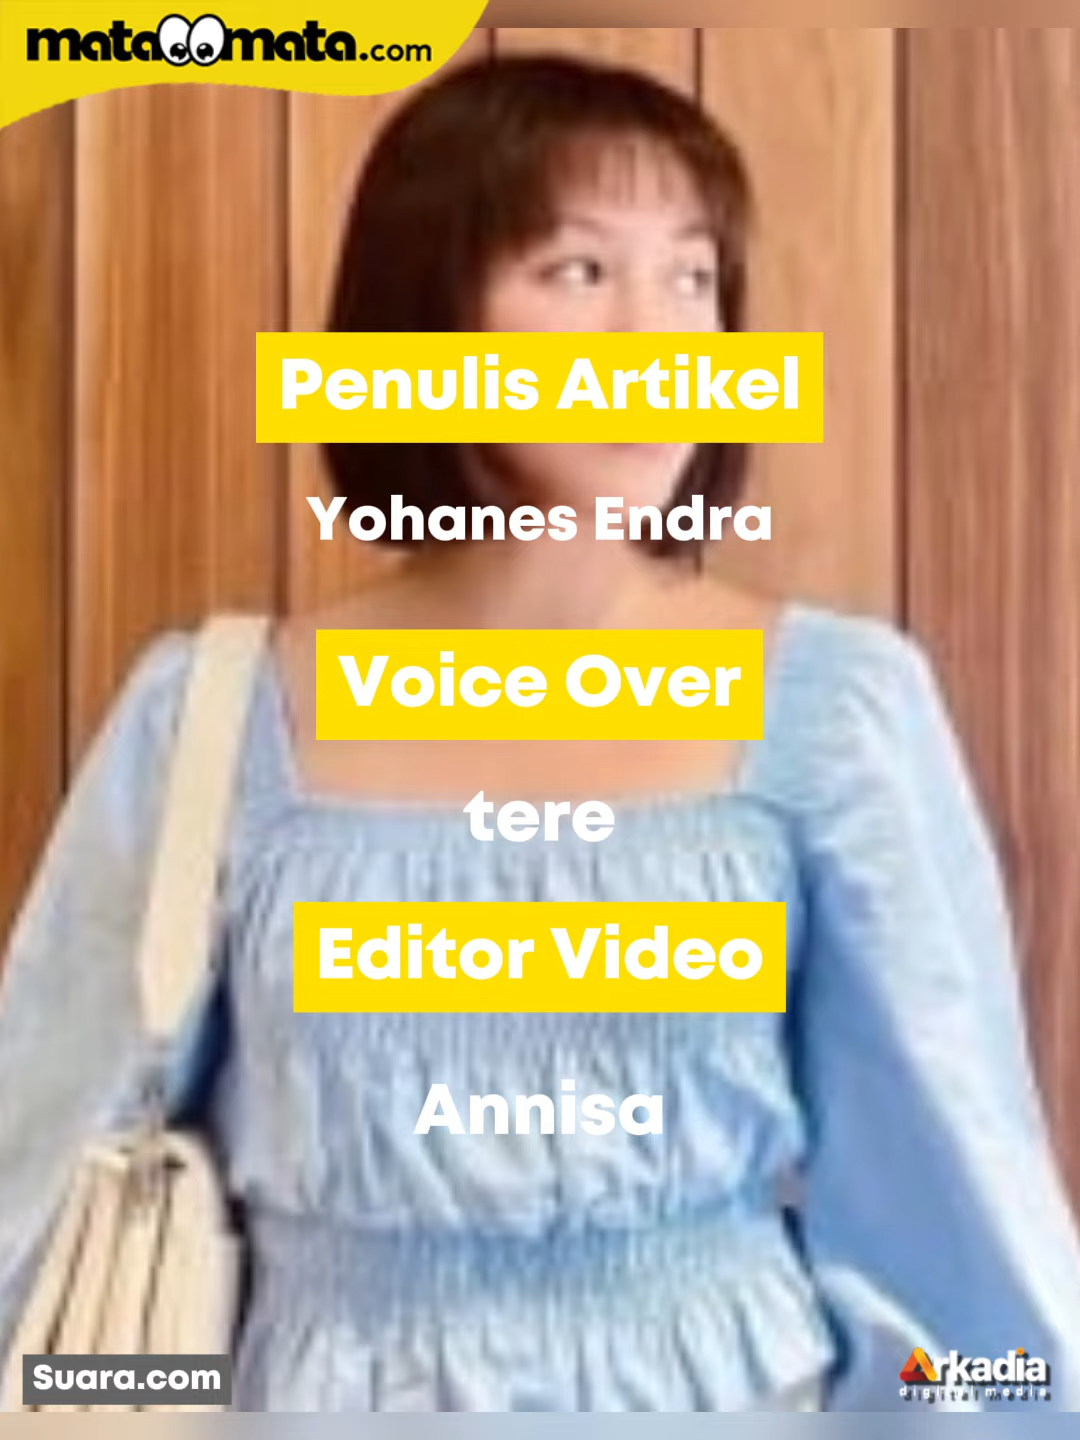 mata mata.com
Penulis Artikel
Yohanes Endra
Voice Over
tere
Editor Video
Annisa
Suara.com
Arkadia
digital media